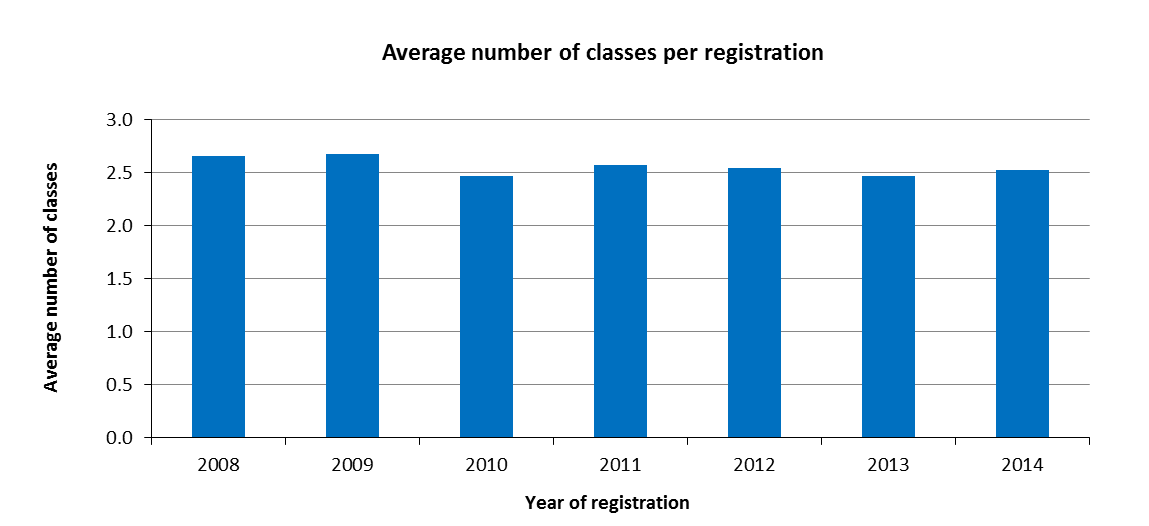 Average number of classes per registration
Average number of classes
3.0
2.5
2.0
1.5
1.0
0.5
0.0
2008 2009 2010 2011 2012 2013 2014
Year of registration